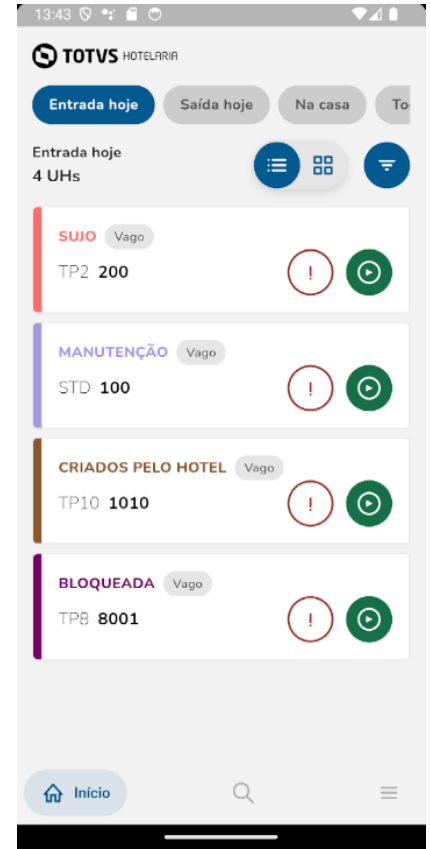 13:43
TOTVS HOTELARIA
Entrada hoje Saída hoje Na casa To
Entrada hoje
4 UHs
SUJO Vago
TP2 200
!
MANUTENÇÃO Vago
STD 100
!
CRIADOS PELO HOTEL Vago
TP10 1010
!
BLOQUEADA Vago
TP8 8001
!
Início